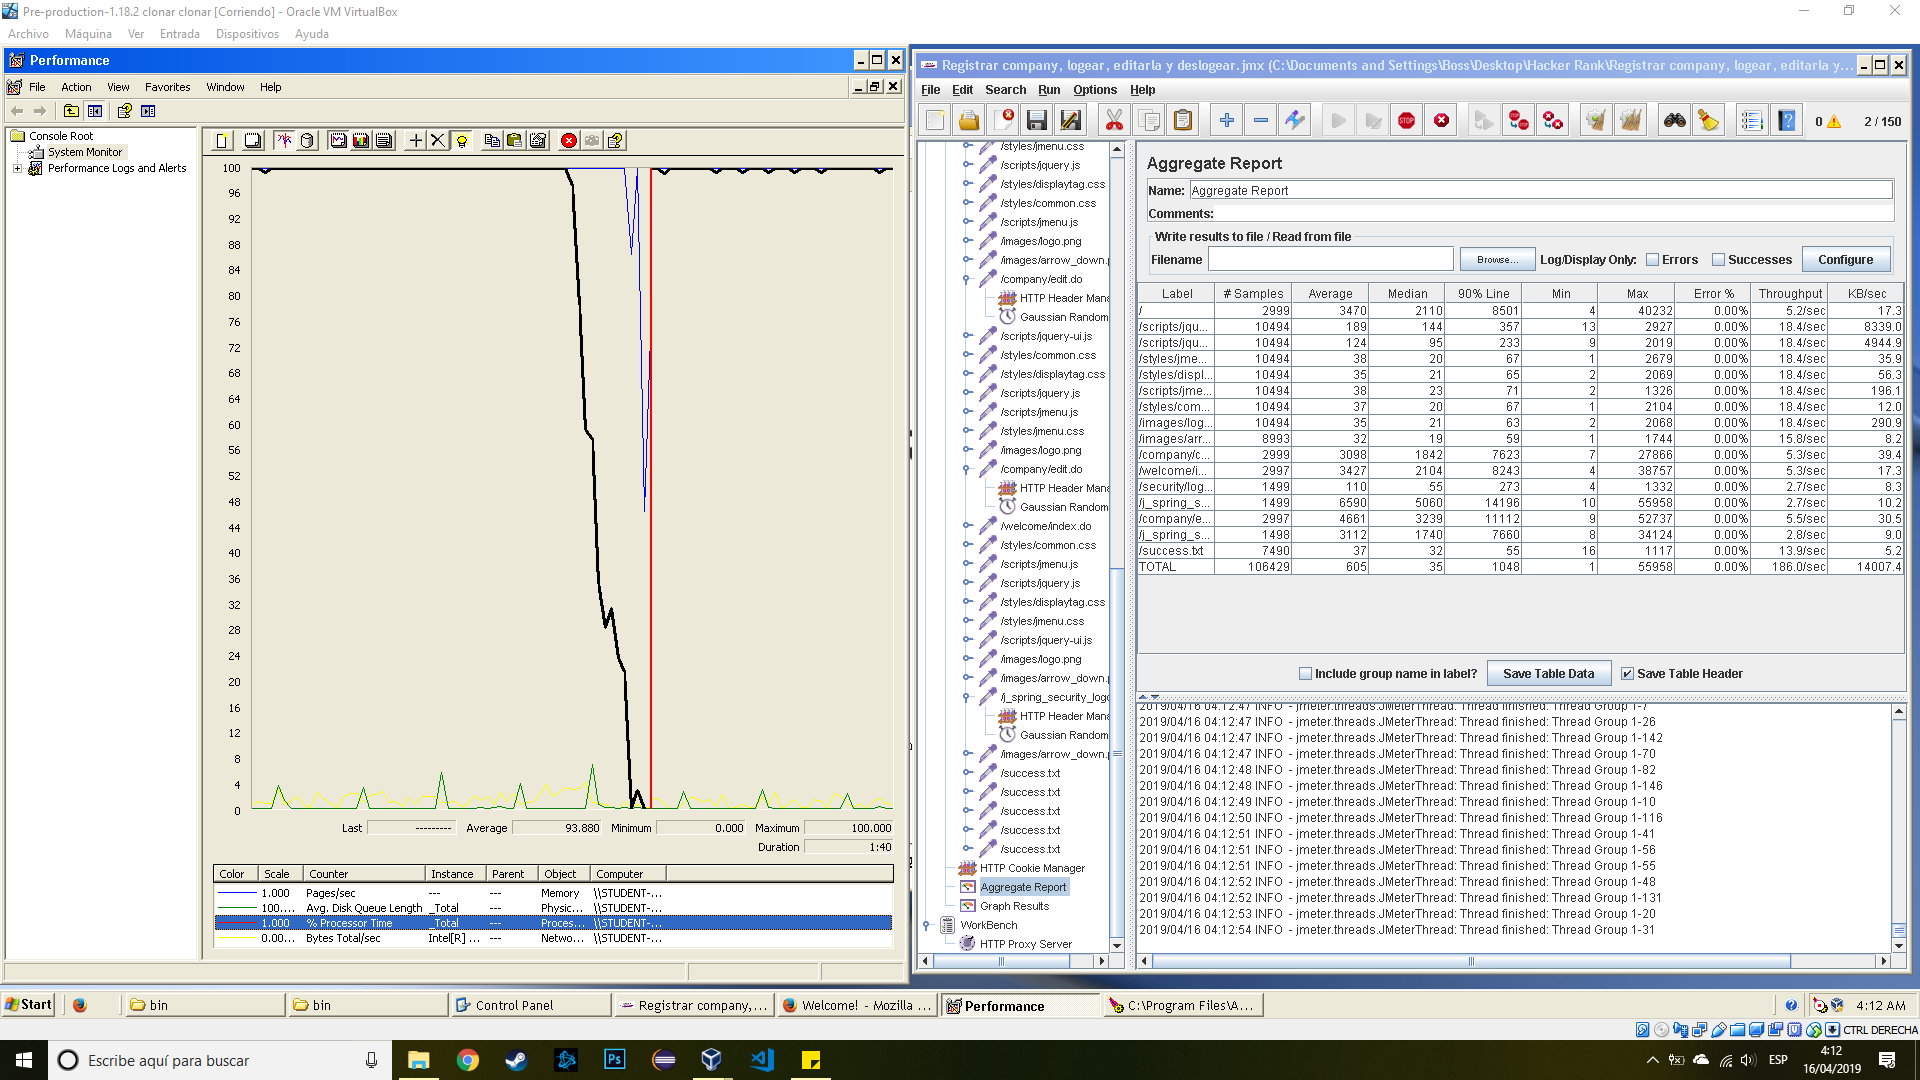 Pre-production-1.18.2 clonar clonar [Corriendo] - Oracle VM VirtualBox
Archivo Máquina Ver Entrada Dispositivos Ayuda
Performance
File Action View Favorites Window Help
Console Root
System Monitor
Performance Logs and Alerts
100
96
92
88
84
80
76
72
68
64
60
56
52
48
44
40
36
32
28
24
20
16
12
8
4
0
Last --------- Average 93.880 Minimum 0.000 Maximum 100.000
Duration 1:40
Color Scale Counter Instance Parent Object Computer
1.000 Pages/sec --- --- Memory \\STUDENT-...
100.... Avg. Disk Queue Length _Total --- Physic... \\STUDENT-...
1.000 % Processor Time _Total --- Proces... \\STUDENT-...
0.00... Bytes Total/sec Intel[R] ... --- Netwo... \\STUDENT-...
Registrar company, logear, editarla y deslogear.jmx (C:\Documents and Settings\Boss\Desktop\Hacker Rank\Registrar company, logear, editarla y...
File Edit Search Run Options Help
STOP
0 2 / 150
/styles/jmenu.css
/scripts/jquery.js
/styles/displaytag.css
/styles/common.css
/scripts/jmenu.js
/images/logo.png
/images/arrow_down.p
/company/edit.do
HTTP Header Mana
Gaussian Random
/scripts/jquery-ui.js
/styles/common.css
/styles/displaytag.css
/scripts/jquery.js
/scripts/jmenu.js
/styles/jmenu.css
/images/logo.png
/company/edit.do
HTTP Header Mana
Gaussian Random
/welcome/index.do
/styles/common.css
/scripts/jmenu.js
/scripts/jquery.js
/styles/displaytag.css
/styles/jmenu.css
/scripts/jquery-ui.js
/images/logo.png
/images/arrow_down.p
/j_spring_security_logo
HTTP Header Mana
Gaussian Random
/images/arrow_down.p
/success.txt
/success.txt
/success.txt
/success.txt
/success.txt
HTTP Cookie Manager
Aggregate Report
Graph Results
WorkBench
HTTP Proxy Server
Aggregate Report
Name: Aggregate Report
Comments:
Write results to file / Read from file
Filename Browse... Log/Display Only: Errors Successes Configure
Label # Samples Average Median 90% Line Min Max Error % Throughput KB/sec
/ 2999 3470 2110 8501 4 40232 0.00% 5.2/sec 17.3
/scripts/jqu... 10494 189 144 357 13 2927 0.00% 18.4/sec 8339.0
/scripts/jqu... 10494 124 95 233 9 2019 0.00% 18.4/sec 4944.9
/styles/jme... 10494 38 20 67 1 2679 0.00% 18.4/sec 35.9
/styles/displ... 10494 35 21 65 2 2069 0.00% 18.4/sec 56.3
/scripts/jme... 10494 38 23 71 2 1326 0.00% 18.4/sec 196.1
/styles/com... 10494 37 20 67 1 2104 0.00% 18.4/sec 12.0
/images/log... 10494 35 21 63 2 2068 0.00% 18.4/sec 290.9
/images/arr... 8993 32 19 59 1 1744 0.00% 15.8/sec 8.2
/company/c... 2999 3098 1842 7623 7 27866 0.00% 5.3/sec 39.4
/welcome/i... 2997 3427 2104 8243 4 38757 0.00% 5.3/sec 17.3
/security/log... 1499 110 55 273 4 1332 0.00% 2.7/sec 8.3
/j_spring_s... 1499 6590 5060 14196 10 55958 0.00% 2.7/sec 10.2
/company/e... 2997 4661 3239 11112 9 52737 0.00% 5.5/sec 30.5
/j_spring_s... 1498 3112 1740 7660 8 34124 0.00% 2.8/sec 9.0
/success.txt 7490 37 32 55 16 1117 0.00% 13.9/sec 5.2
TOTAL 106429 605 35 1048 1 55958 0.00% 186.0/sec 14007.4
Include group name in label? Save Table Data Save Table Header
2019/04/16 04:12:47 INFO - jmeter.threads.JMeterThread: Thread finished: Thread Group 1-7
2019/04/16 04:12:47 INFO - jmeter.threads.JMeterThread: Thread finished: Thread Group 1-26
2019/04/16 04:12:47 INFO - jmeter.threads.JMeterThread: Thread finished: Thread Group 1-142
2019/04/16 04:12:47 INFO - jmeter.threads.JMeterThread: Thread finished: Thread Group 1-70
2019/04/16 04:12:48 INFO - jmeter.threads.JMeterThread: Thread finished: Thread Group 1-82
2019/04/16 04:12:48 INFO - jmeter.threads.JMeterThread: Thread finished: Thread Group 1-146
2019/04/16 04:12:49 INFO - jmeter.threads.JMeterThread: Thread finished: Thread Group 1-10
2019/04/16 04:12:50 INFO - jmeter.threads.JMeterThread: Thread finished: Thread Group 1-116
2019/04/16 04:12:51 INFO - jmeter.threads.JMeterThread: Thread finished: Thread Group 1-41
2019/04/16 04:12:51 INFO - jmeter.threads.JMeterThread: Thread finished: Thread Group 1-56
2019/04/16 04:12:51 INFO - jmeter.threads.JMeterThread: Thread finished: Thread Group 1-55
2019/04/16 04:12:52 INFO - jmeter.threads.JMeterThread: Thread finished: Thread Group 1-48
2019/04/16 04:12:52 INFO - jmeter.threads.JMeterThread: Thread finished: Thread Group 1-131
2019/04/16 04:12:53 INFO - jmeter.threads.JMeterThread: Thread finished: Thread Group 1-20
2019/04/16 04:12:54 INFO - jmeter.threads.JMeterThread: Thread finished: Thread Group 1-31
Start bin bin Control Panel Registrar company,... Welcome! - Mozilla ... Performance C:\Program Files\A... 4:12 AM
CTRL DERECHA
Escribe aquí para buscar Ps ESP 4:12
16/04/2019